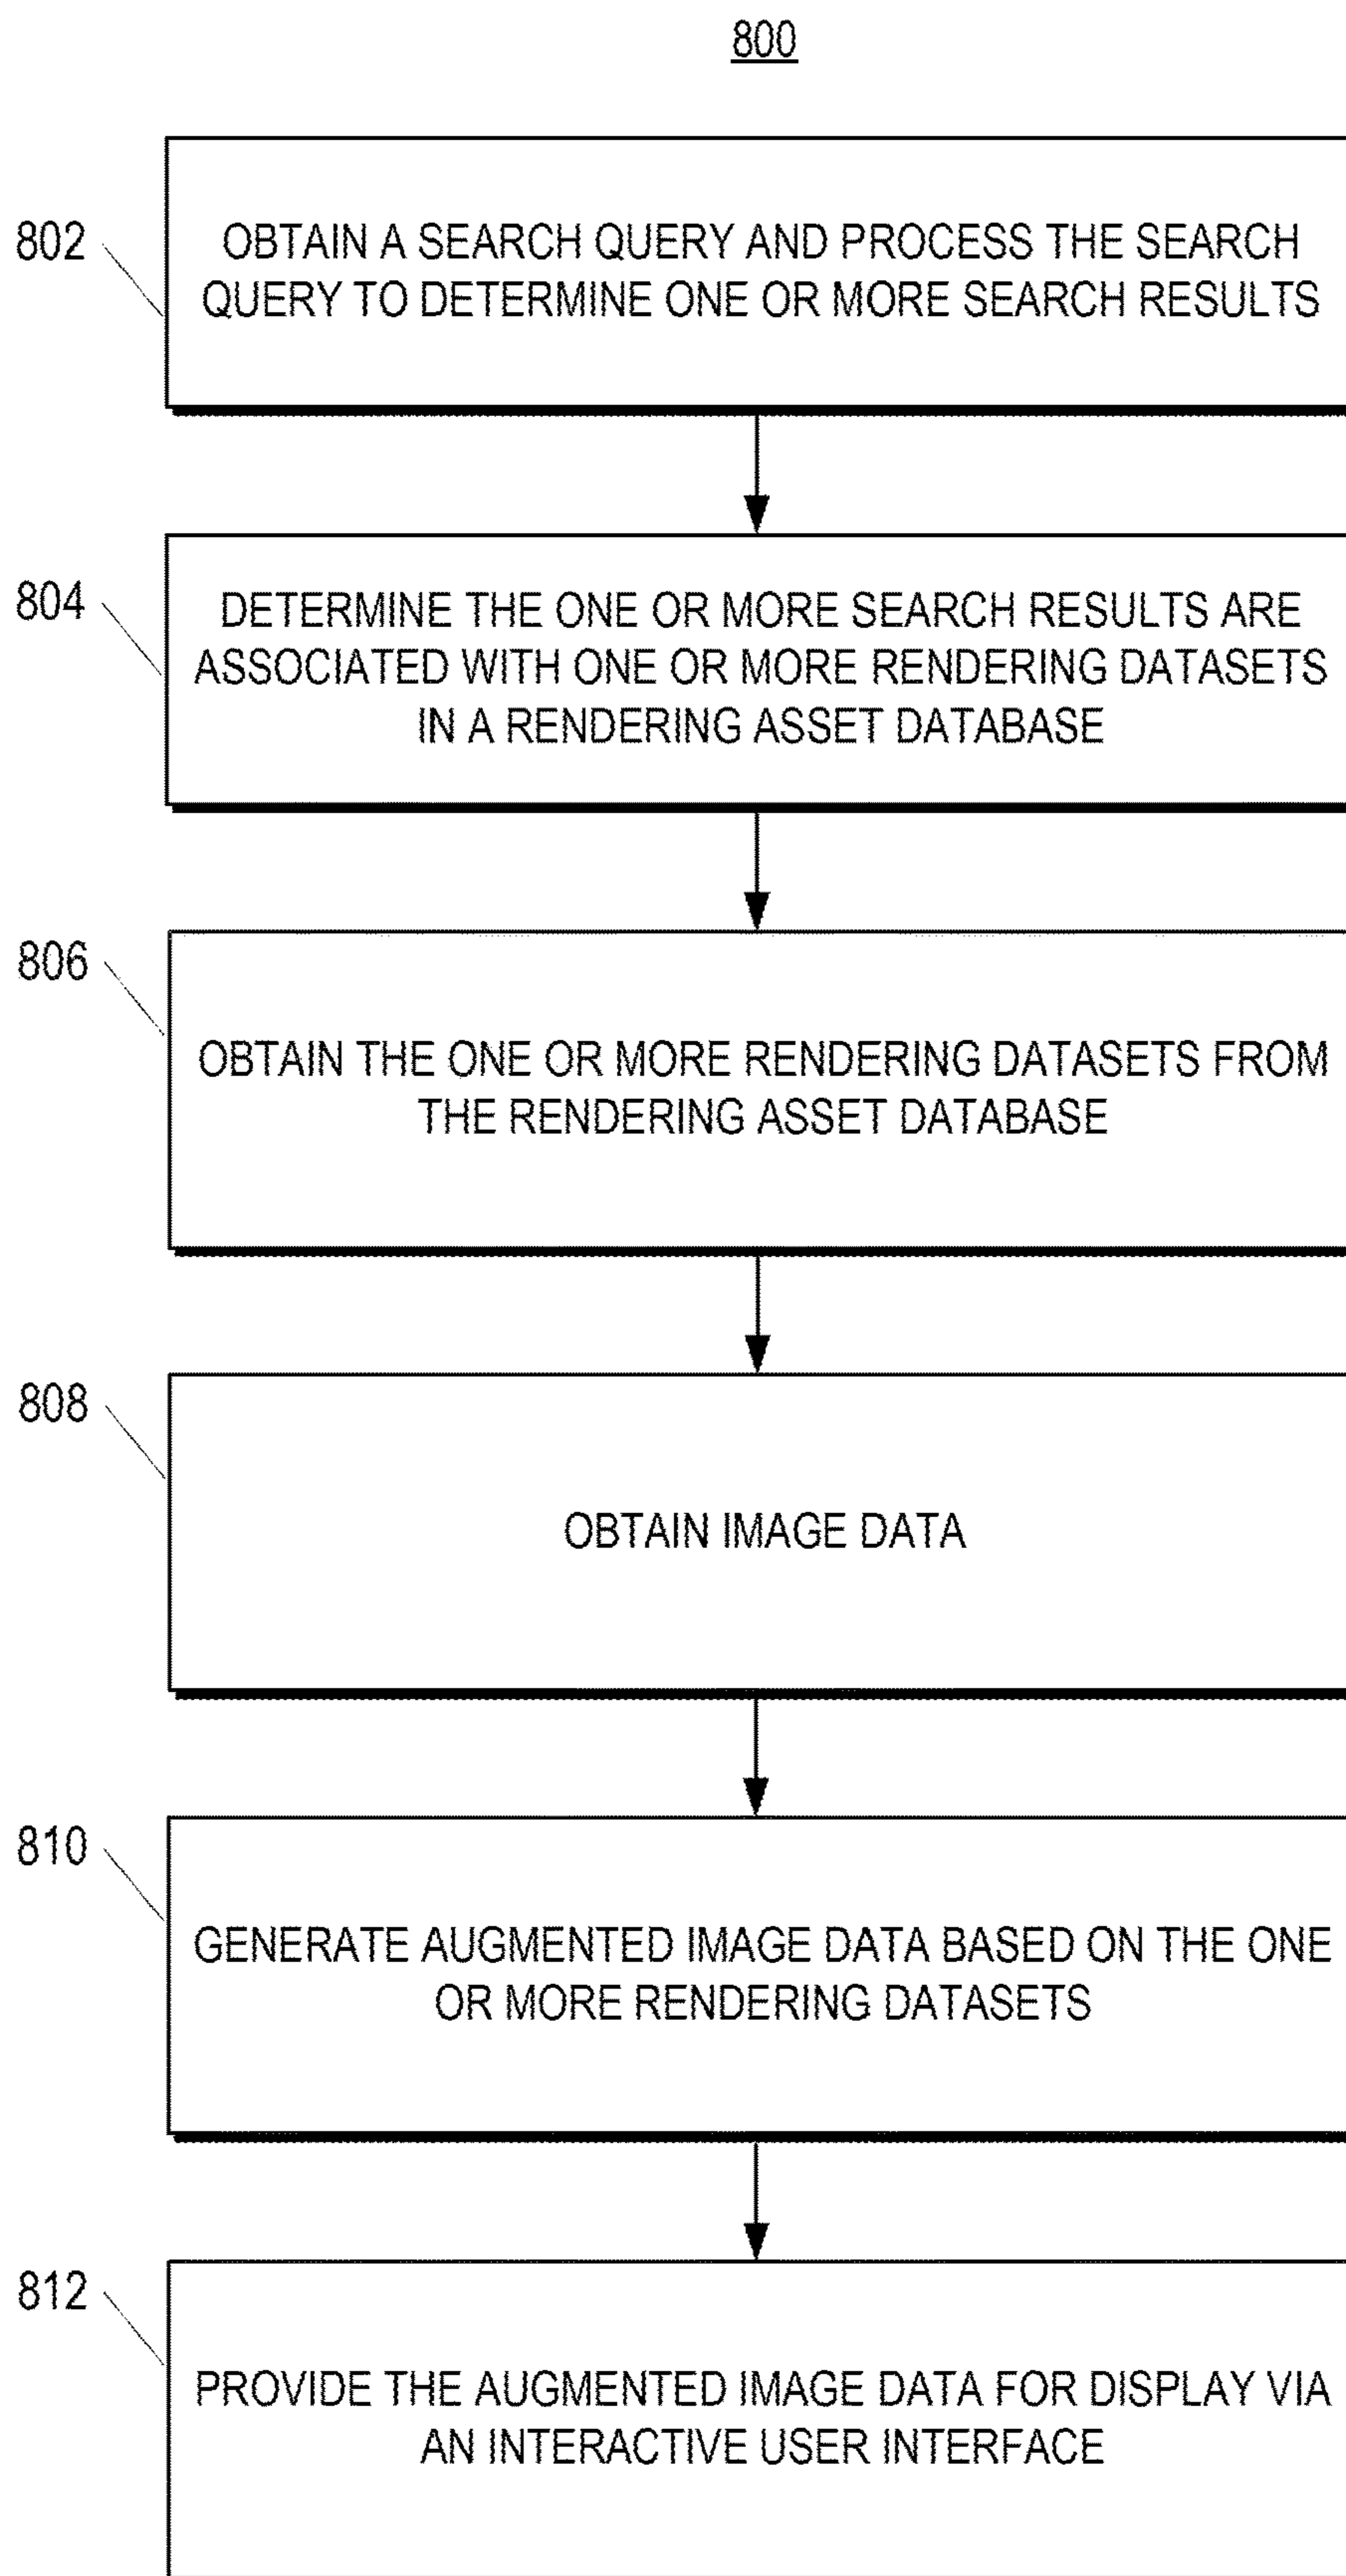 800
802
OBTAIN A SEARCH QUERY AND PROCESS THE SEARCH
QUERY TO DETERMINE ONE OR MORE SEARCH RESULTS
804
DETERMINE THE ONE OR MORE SEARCH RESULTS ARE
ASSOCIATED WITH ONE OR MORE RENDERING DATASETS
IN A RENDERING ASSET DATABASE
806
OBTAIN THE ONE OR MORE RENDERING DATASETS FROM
THE RENDERING ASSET DATABASE
808
OBTAIN IMAGE DATA
810
GENERATE AUGMENTED IMAGE DATA BASED ON THE ONE
OR MORE RENDERING DATASETS
812
PROVIDE THE AUGMENTED IMAGE DATA FOR DISPLAY VIA
AN INTERACTIVE USER INTERFACE